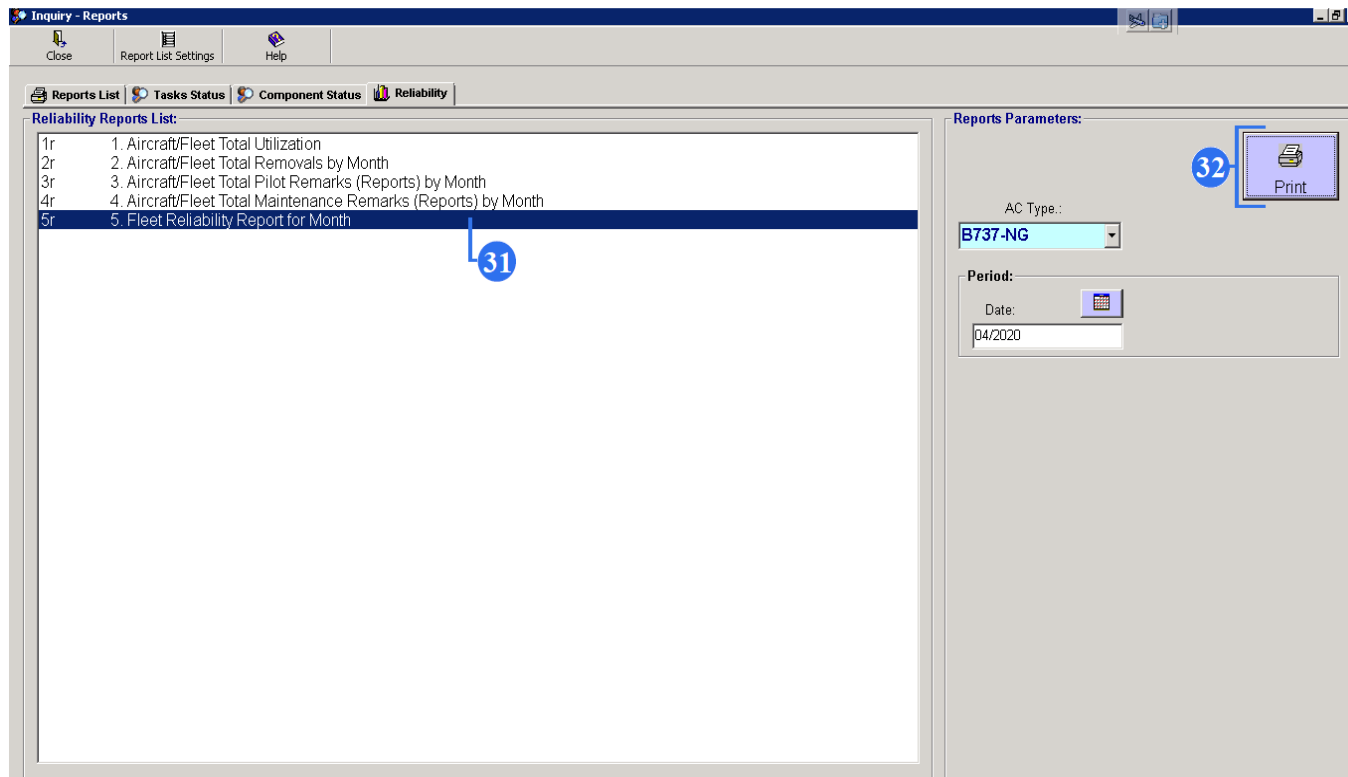 Inquiry - Reports
Close Report List Settings Help
Reports List Tasks Status Component Status Reliability
Reliability Reports List:
1r 1. Aircraft/Fleet Total Utilization
2r 2. Aircraft/Fleet Total Removals by Month
3r 3. Aircraft/Fleet Total Pilot Remarks (Reports) by Month
4r 4. Aircraft/Fleet Total Maintenance Remarks (Reports) by Month
5r 5. Fleet Reliability Report for Month
31
Reports Parameters:
32
Print
AC Type.:
B737-NG
Period:
Date:
04/2020